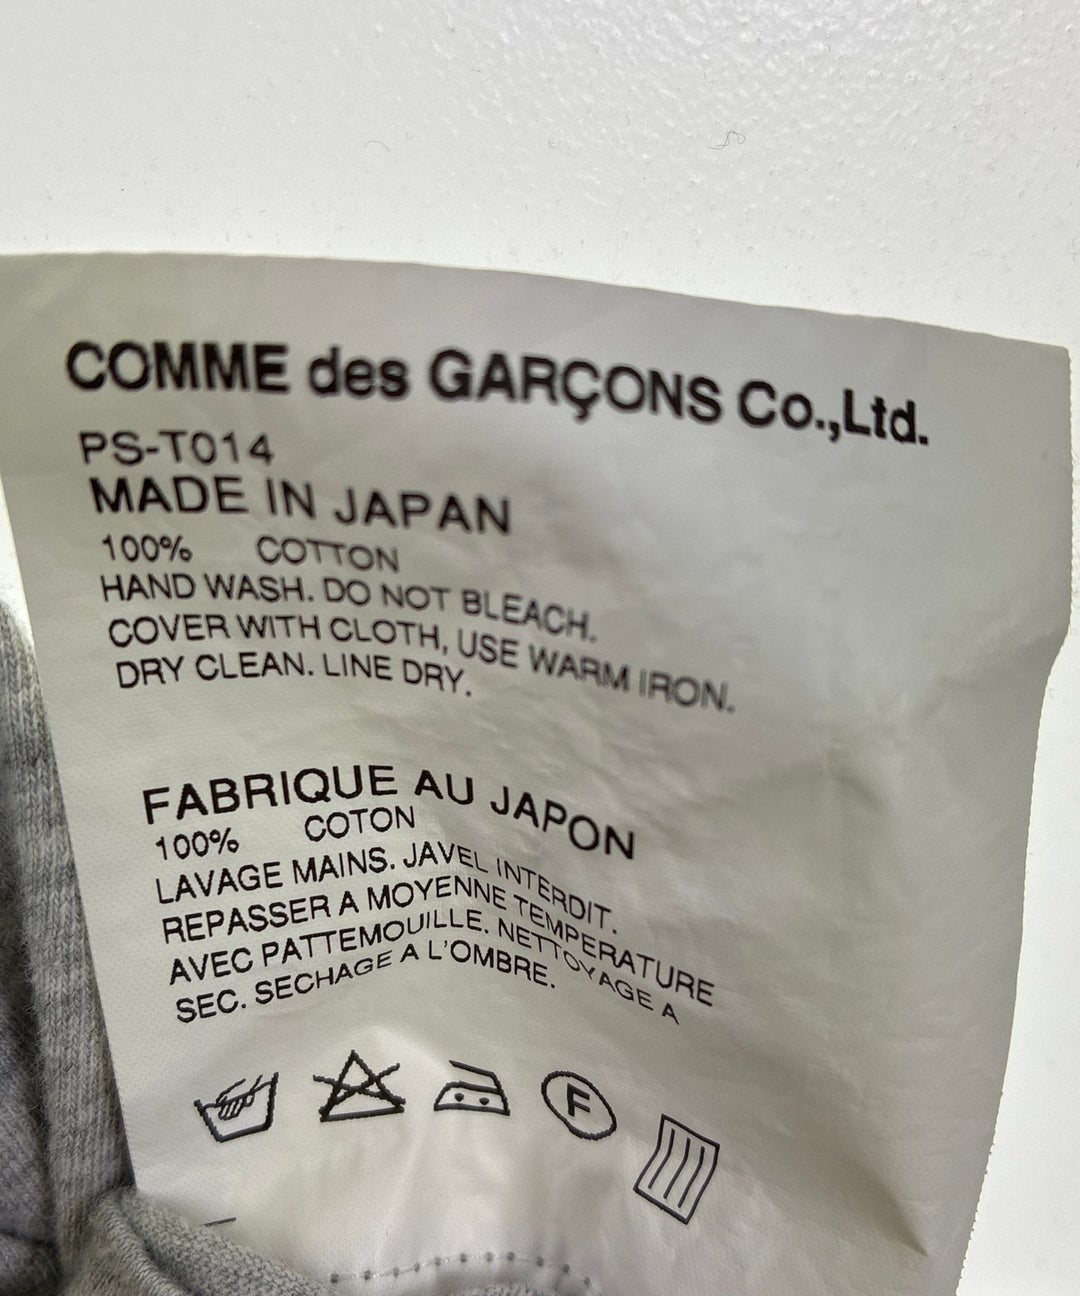 COMME des GARÇONS Co.,Ltd.
PS-T014
MADE IN JAPAN
100% COTTON
HAND WASH. DO NOT BLEACH.
COVER WITH CLOTH, USE WARM IRON.
DRY CLEAN. LINE DRY.
FABRIQUE AU JAPON
100% COTON
LAVAGE MAINS. JAVEL INTERDIT.
REPASSER A MOYENNE TEMPERATURE
AVEC PATTEMOUILLE. NETTOYAGE A
SEC. SECHAGE A L'OMBRE.
F